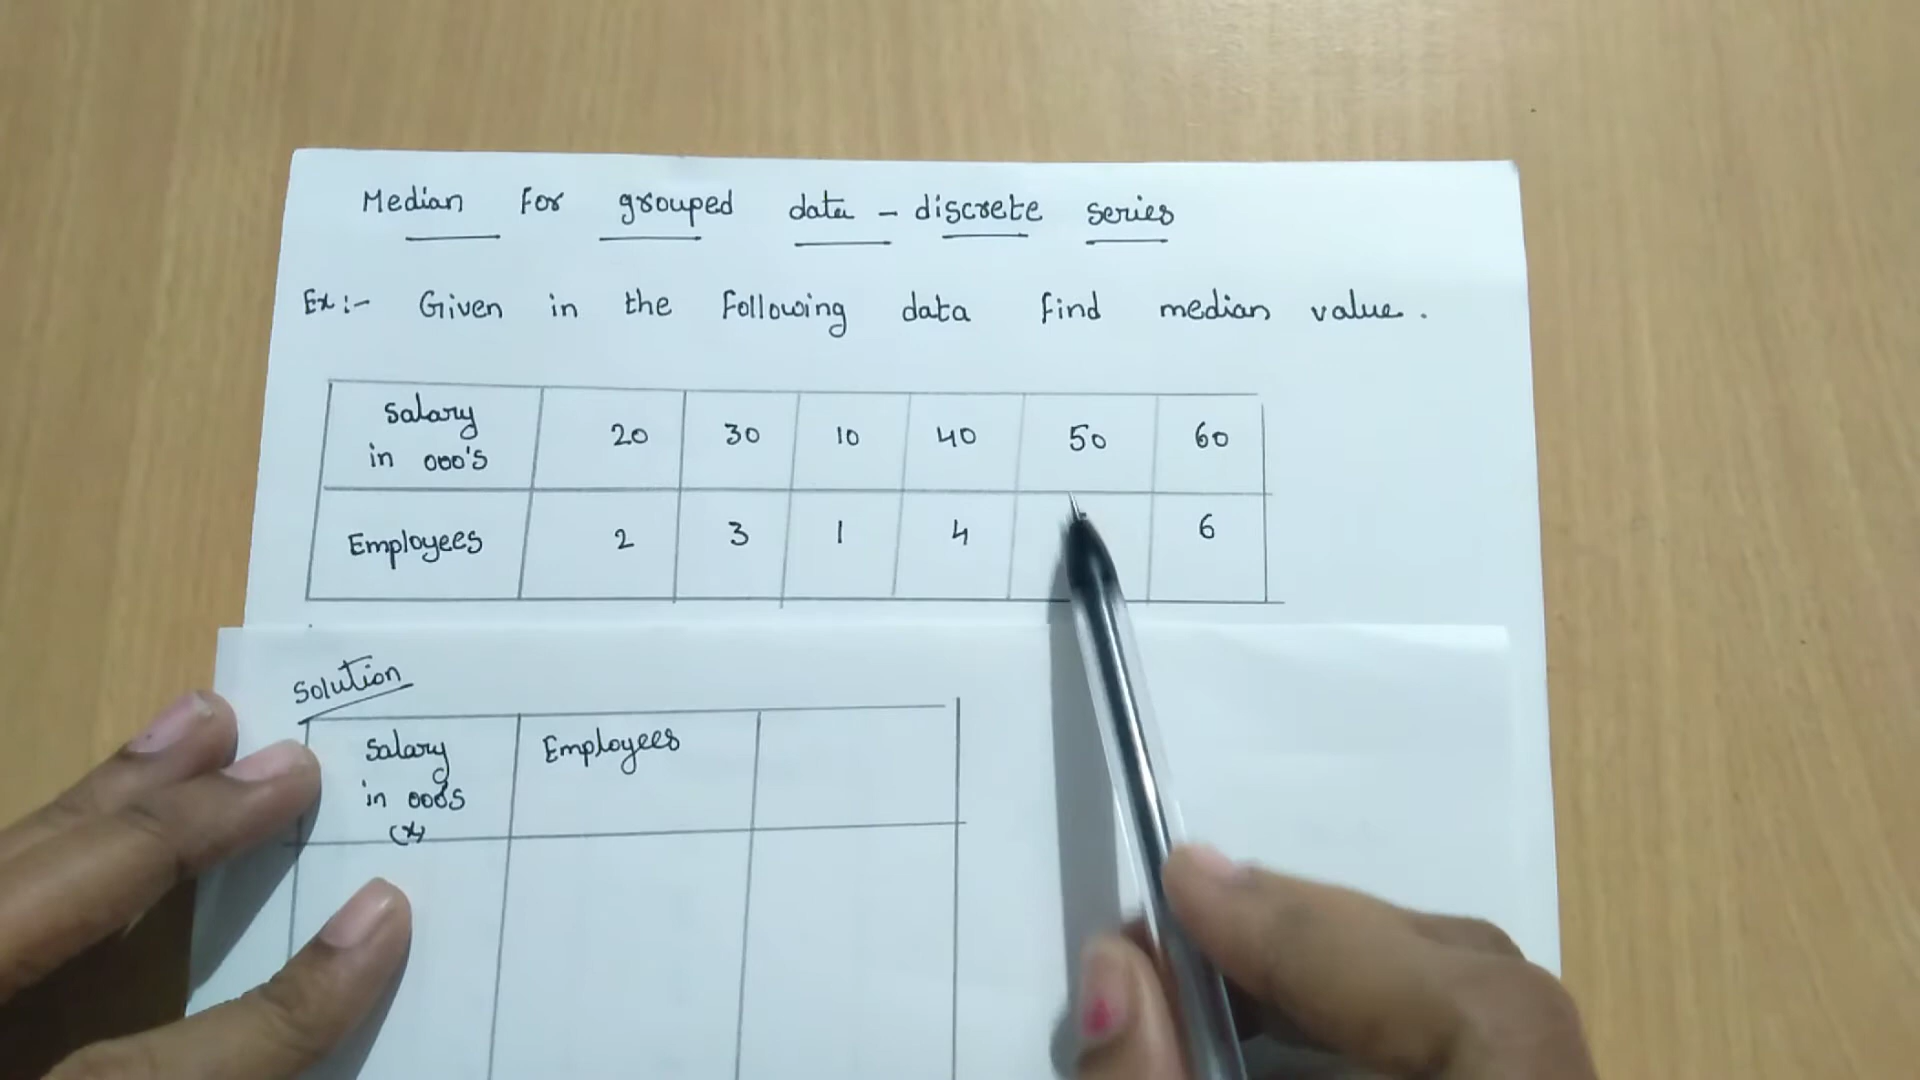 Median For grouped data - discrete series
Ex:- Given in the Following data find median value.
Salary in 000's 20 30 10 40 50 60
Employees 2 3 1 4 6
Solution
Salary in 000's (x) Employees